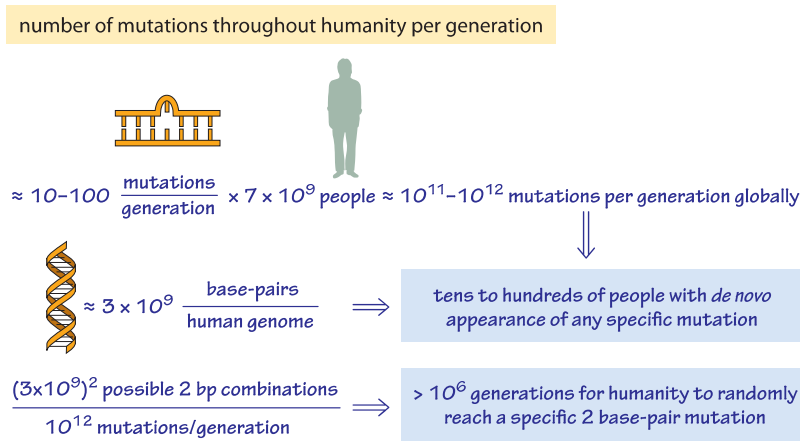 number of mutations throughout humanity per generation
≈ 10–100 mutations/generation × 7 × 10⁹ people ≈ 10¹¹–10¹² mutations per generation globally
≈ 3 × 10⁹ base-pairs/human genome
tens to hundreds of people with de novo
appearance of any specific mutation
(3×10⁹)² possible 2 bp combinations
10¹² mutations/generation
> 10⁶ generations for humanity to randomly
reach a specific 2 base-pair mutation